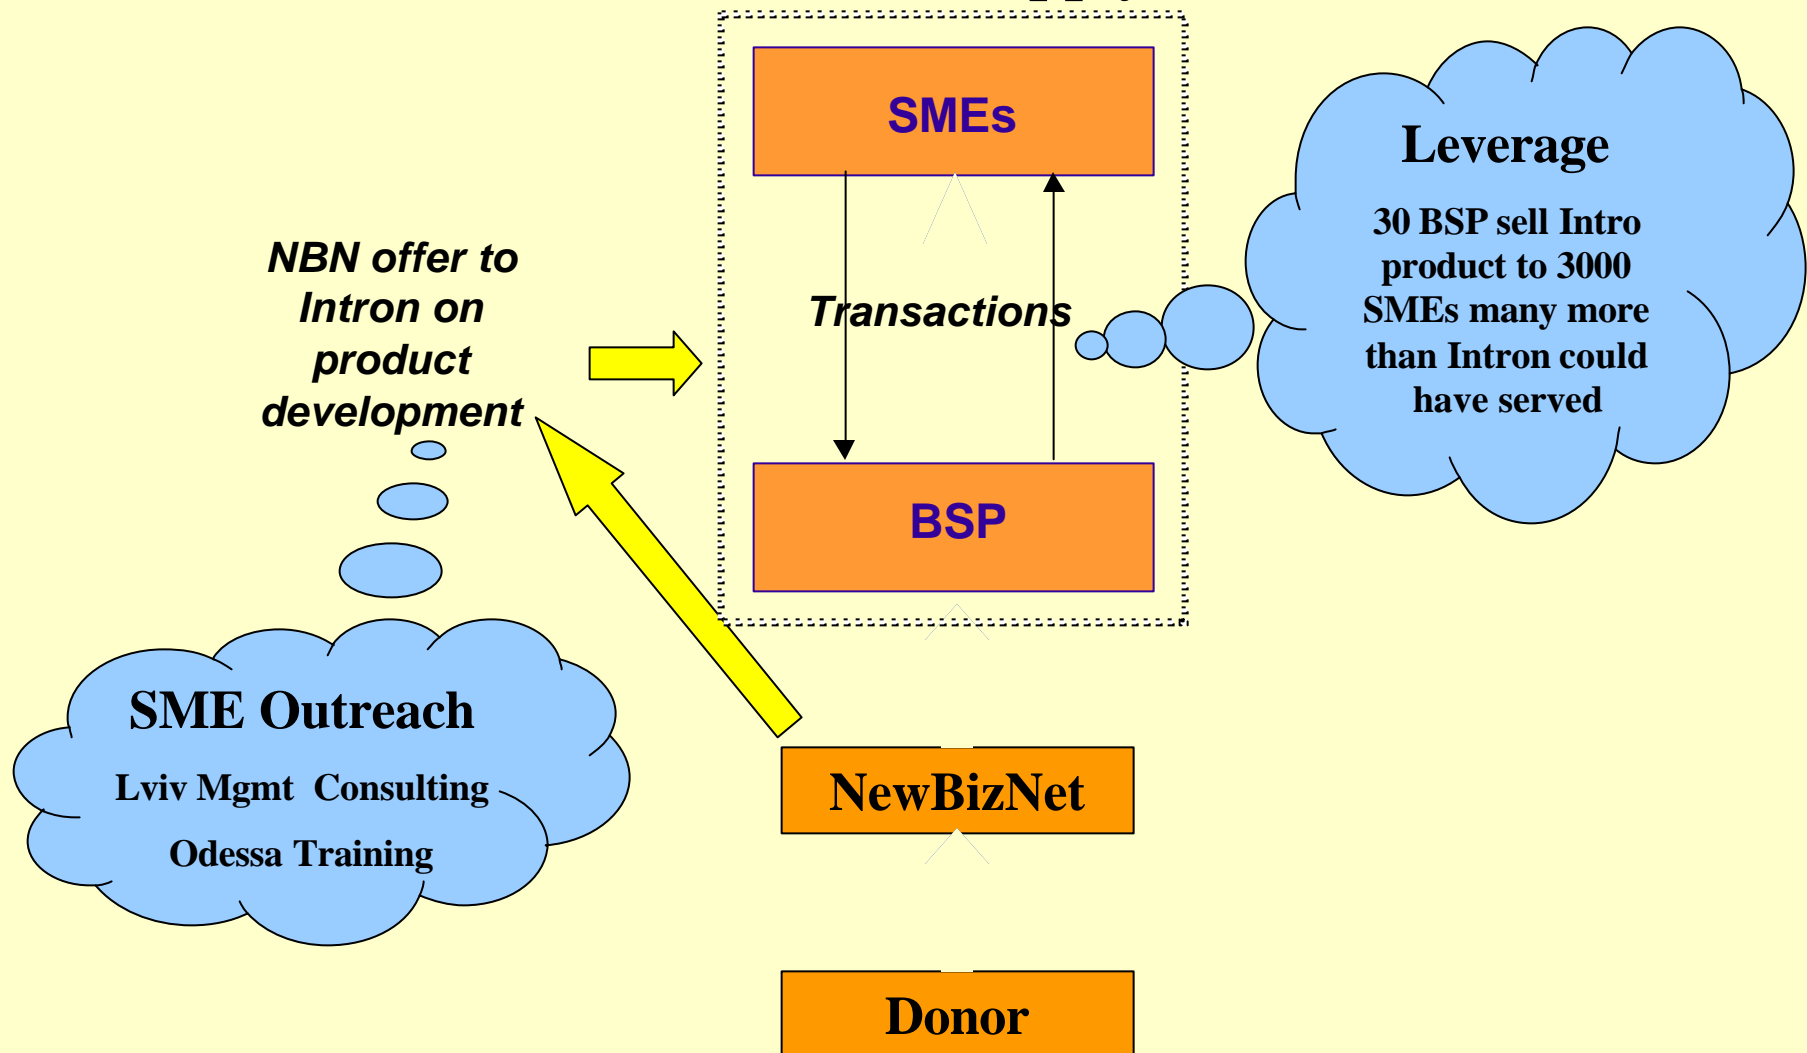 SMEs
Leverage
30 BSP sell Intro
product to 3000
SMEs many more
than Intron could
have served
NBN offer to
Intron on
product
development
Transactions
BSP
SME Outreach
Lviv Mgmt Consulting
Odessa Training
NewBizNet
Donor